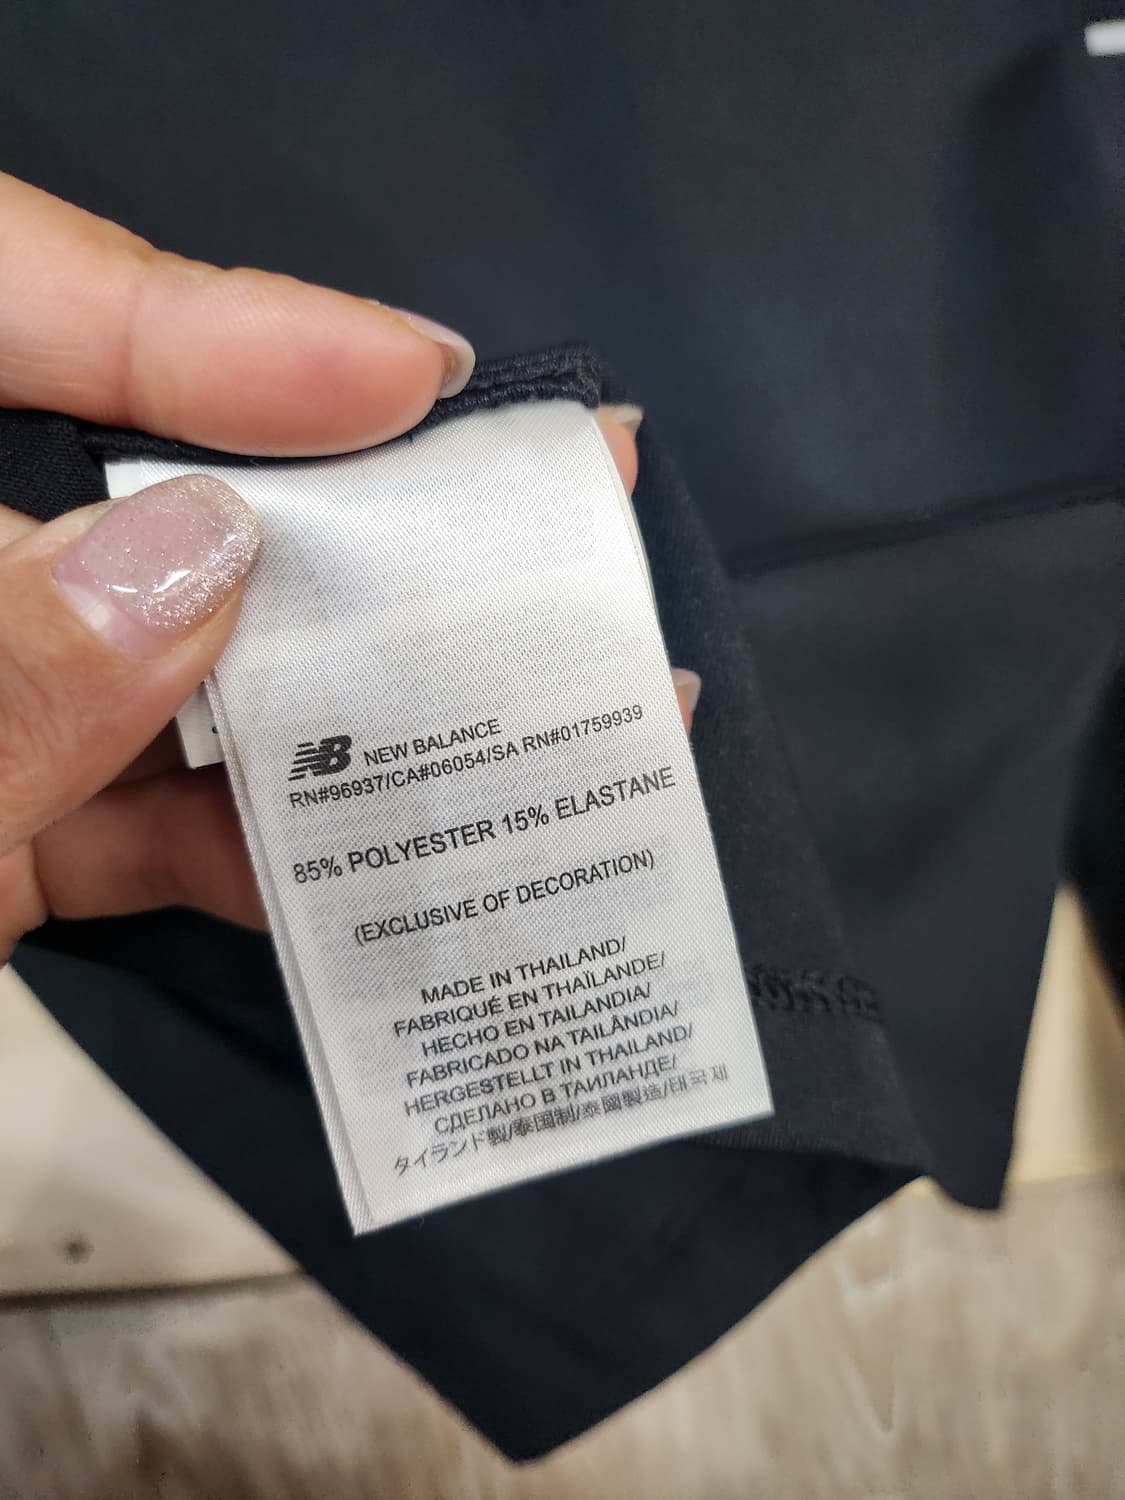 NB NEW BALANCE
RN#96937/CA#06054/SA RN#01759939
85% POLYESTER 15% ELASTANE
(EXCLUSIVE OF DECORATION)
MADE IN THAILAND/
FABRIQUÉ EN THAÏLANDE/
HECHO EN TAILANDIA/
FABRICADO NA TAILÂNDIA/
HERGESTELLT IN THAILAND/
СДЕЛАНО В ТАИЛАНДЕ/
タイランド製/泰国制/泰國製造/태국제